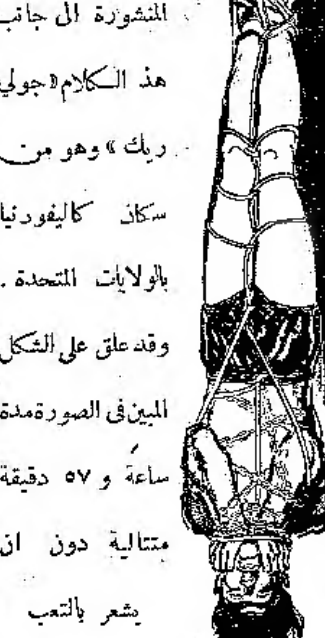 المنشورة الى جانب
هذ الكلام «جولي
ريك» وهو من
سكان كاليفورنيا
بالولايات المتحدة .
وقد علق على الشكل
المبين في الصورة مدة
ساعة و ٥٧ دقيقة
متتالية دون ان
يشعر بالتعب